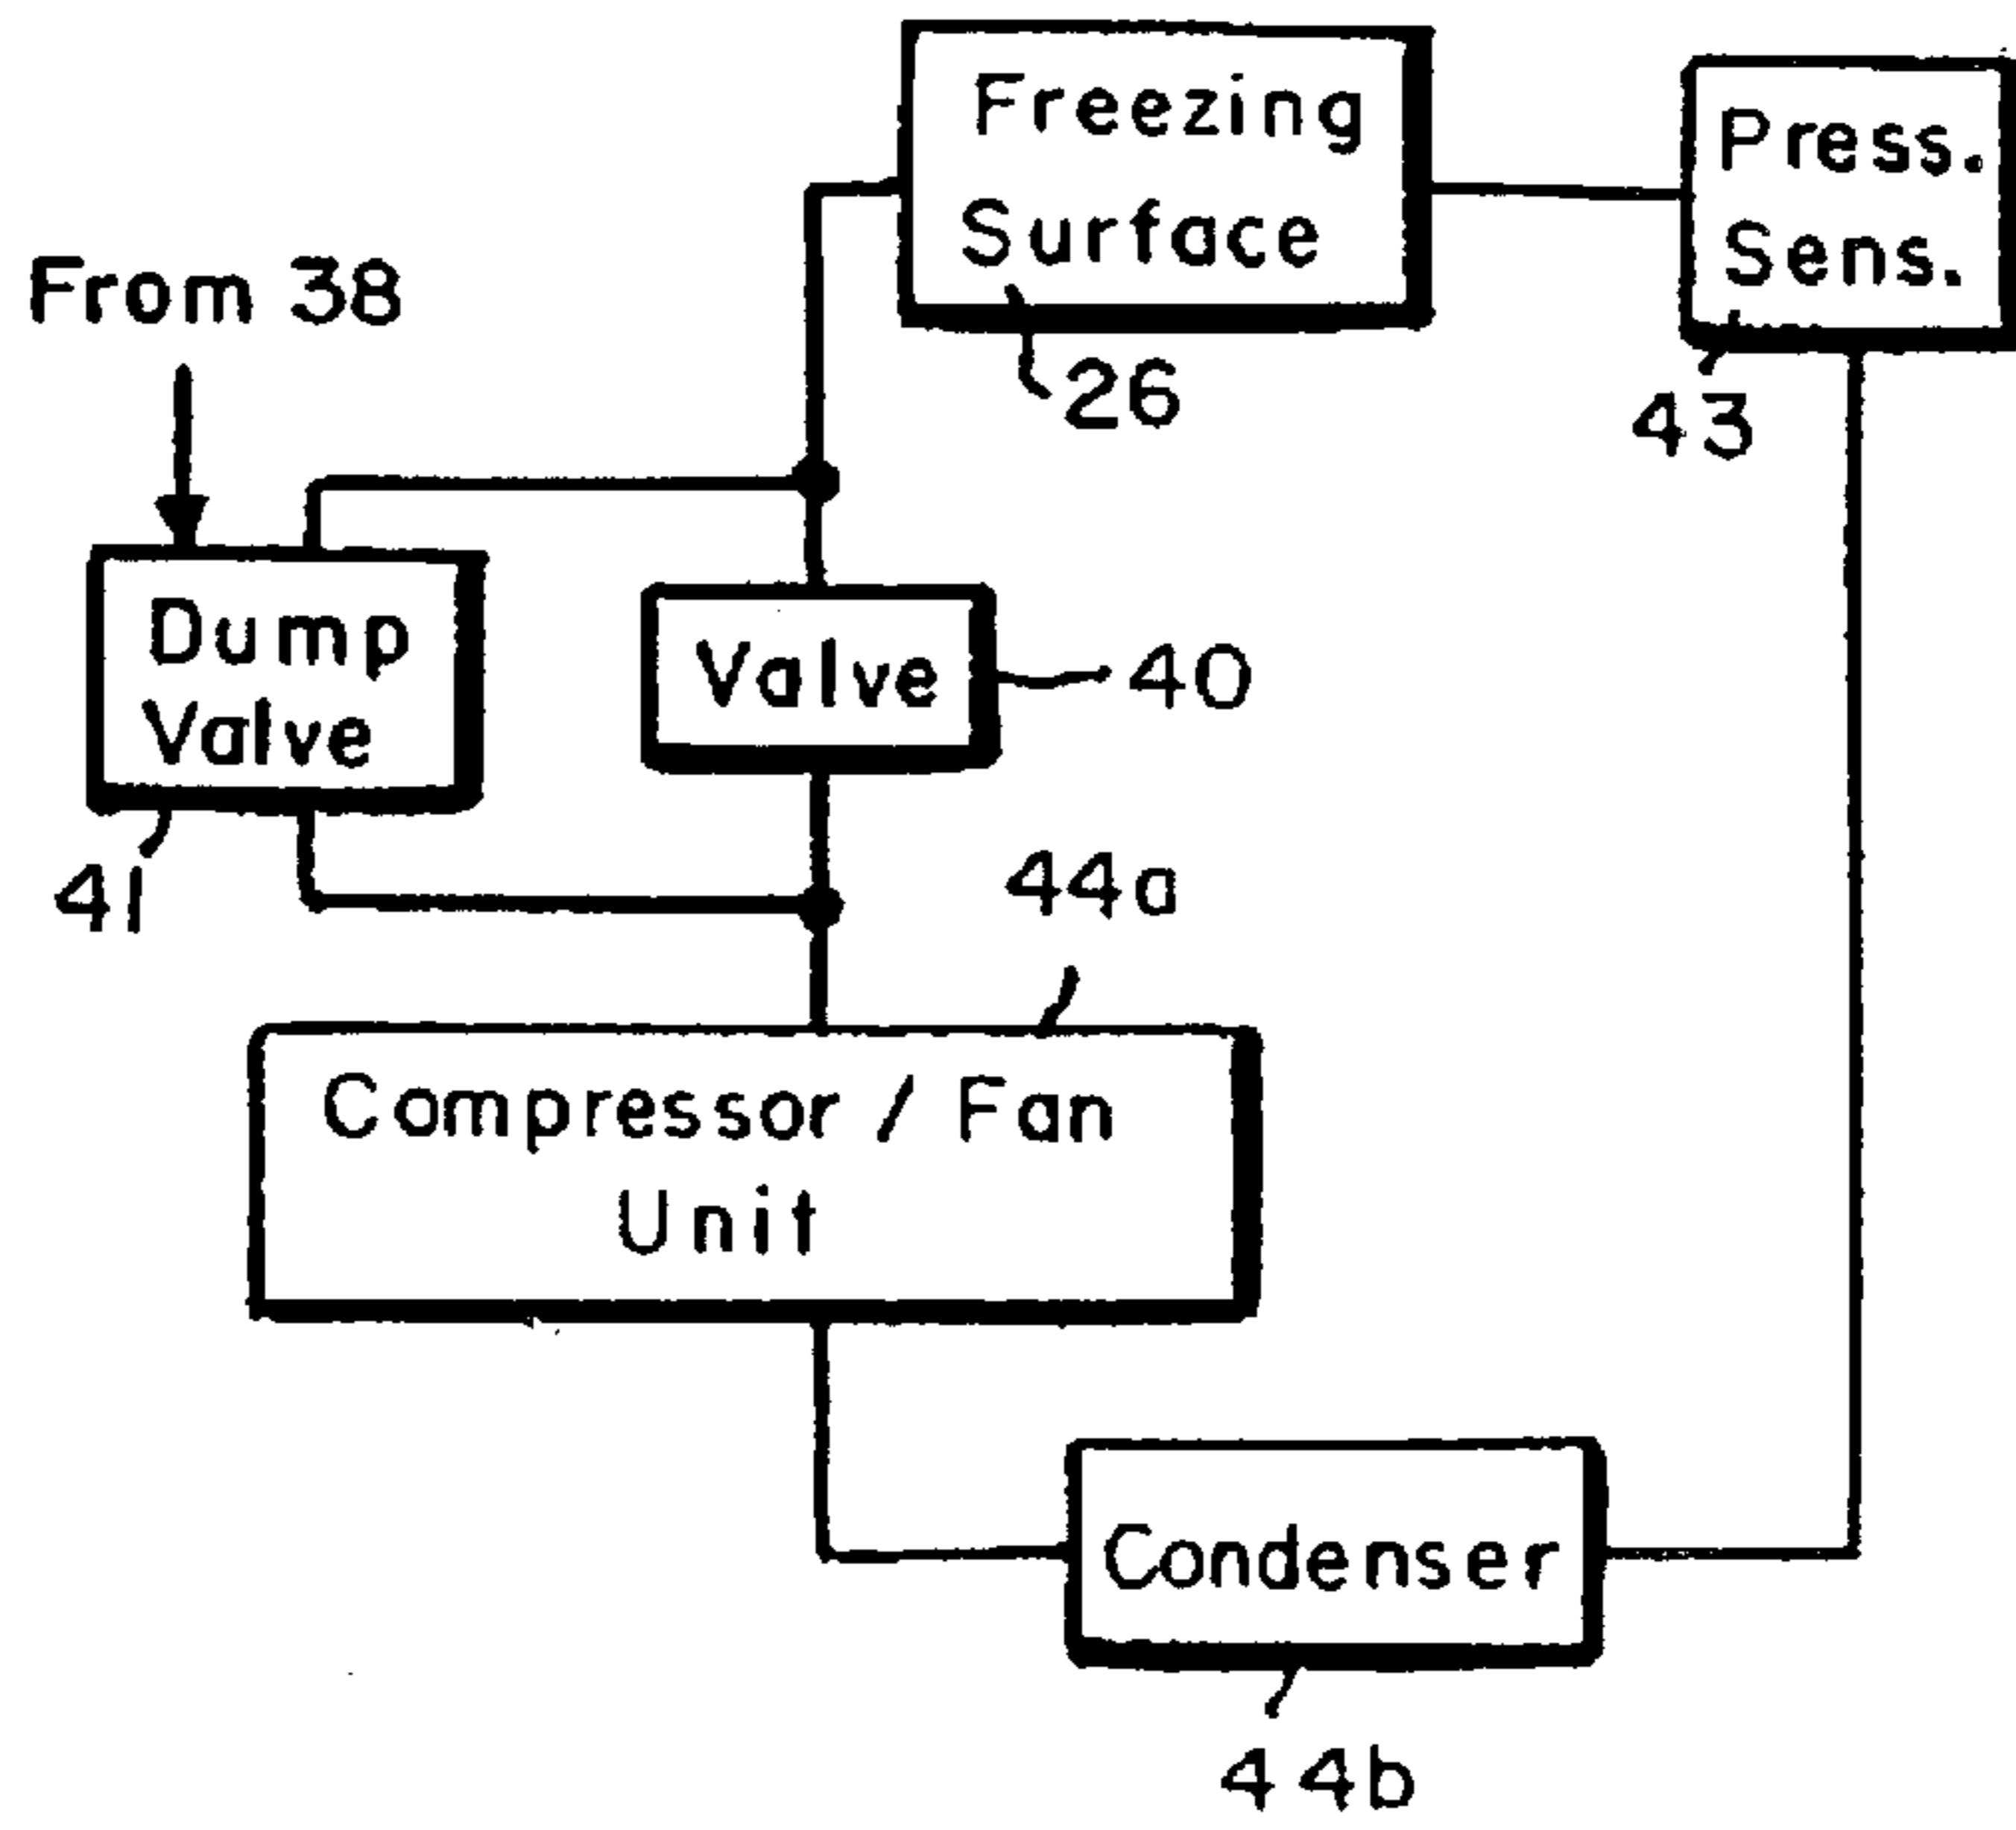 Freezing
Surface
Press.
Sens.
From 38
26
43
Dump
Valve
Valve
40
41
44a
Compressor / Fan
Unit
Condenser
44b